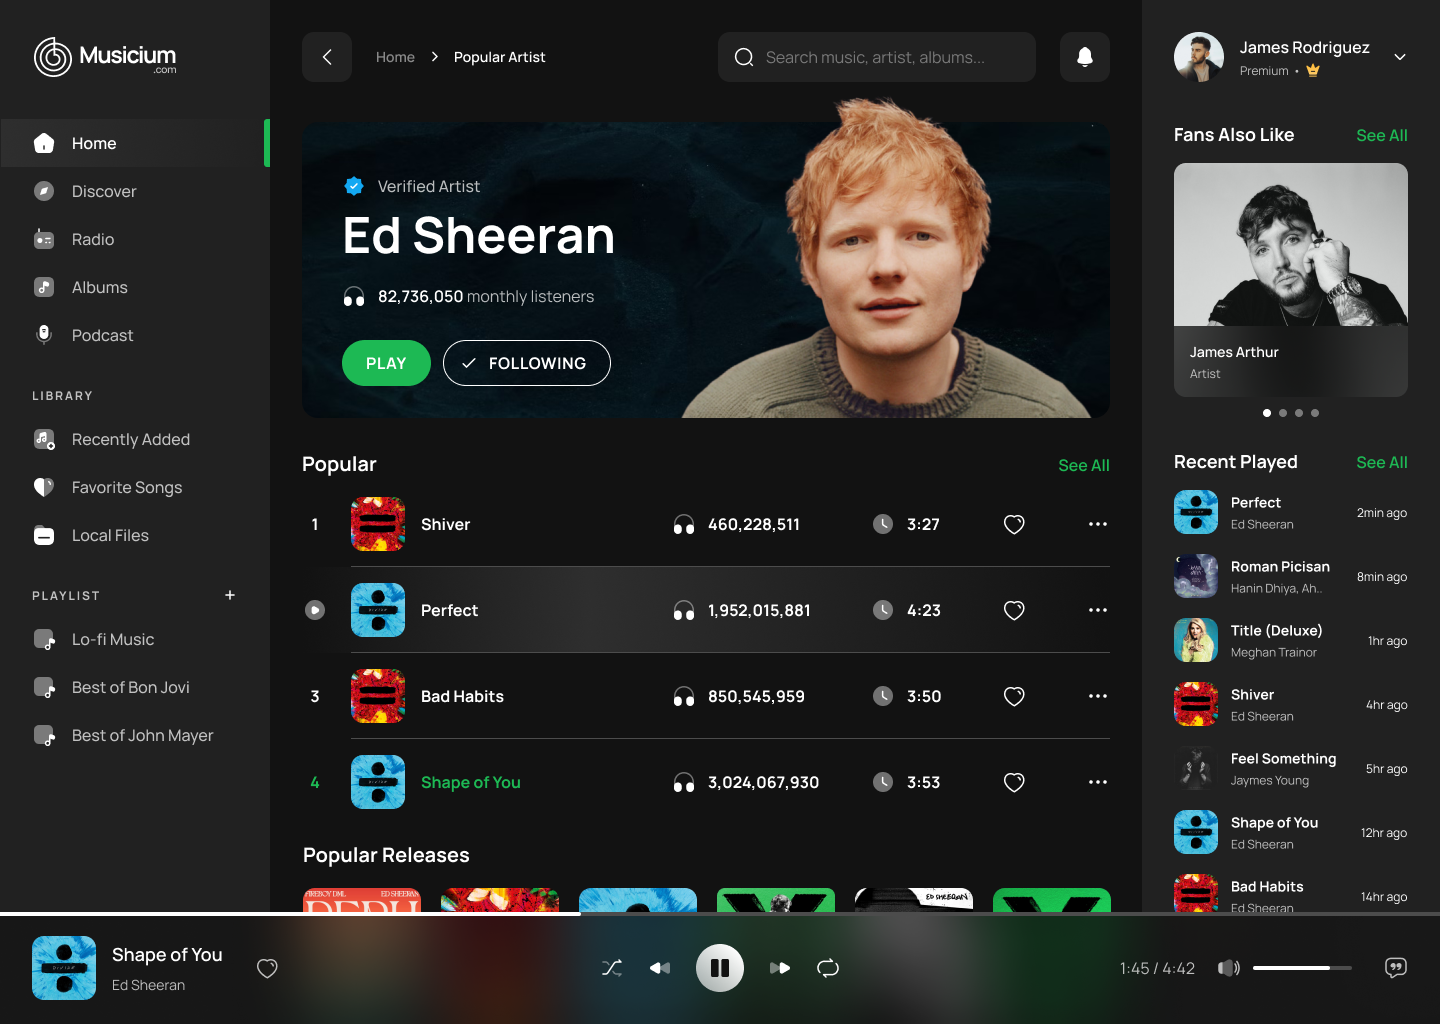 Musicium
.com
Home
Discover
Radio
Albums
Podcast
LIBRARY
Recently Added
Favorite Songs
Local Files
PLAYLIST +
Lo-fi Music
Best of Bon Jovi
Best of John Mayer
Home > Popular Artist
Search music, artist, albums...
Verified Artist
Ed Sheeran
82,736,050 monthly listeners
PLAY
FOLLOWING
Popular
See All
1 Shiver 460,228,511 3:27
Perfect 1,952,015,881 4:23
3 Bad Habits 850,545,959 3:50
4 Shape of You 3,024,067,930 3:53
Popular Releases
FIREBOY DML ED SHEERAN
PERU
ED SHEERAN
James Rodriguez
Premium •
Fans Also Like
See All
James Arthur
Artist
Recent Played
See All
Perfect
Ed Sheeran
2min ago
Roman Picisan
Hanin Dhiya, Ah..
8min ago
Title (Deluxe)
Meghan Trainor
1hr ago
Shiver
Ed Sheeran
4hr ago
Feel Something
Jaymes Young
5hr ago
Shape of You
Ed Sheeran
12hr ago
Bad Habits
Ed Sheeran
14hr ago
Shape of You
Ed Sheeran
1:45 / 4:42